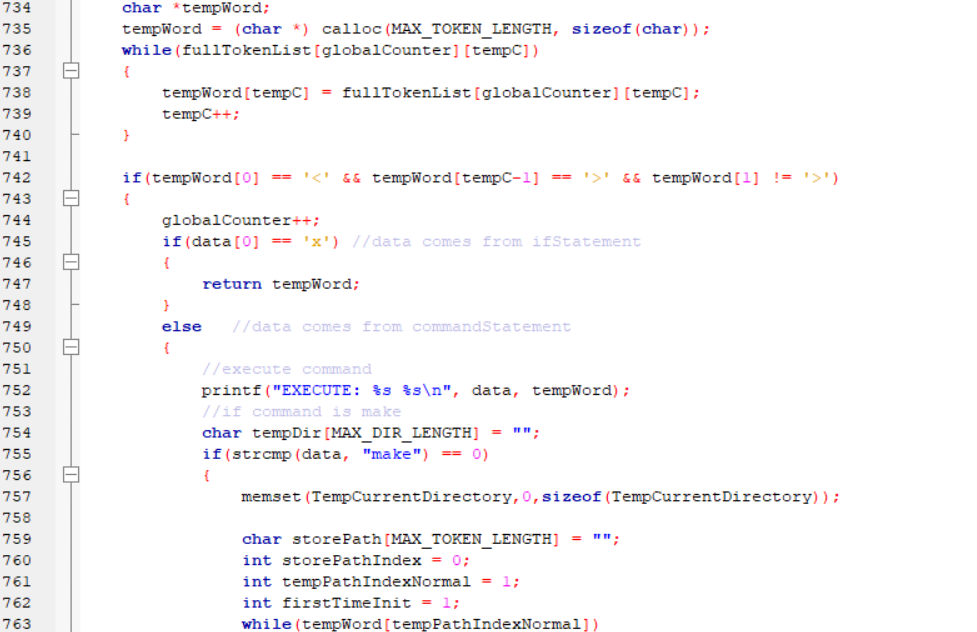 734 char *tempWord;
735 tempWord = (char *) calloc(MAX_TOKEN_LENGTH, sizeof(char));
736 while(fullTokenList[globalCounter][tempC])
737 {
738 tempWord[tempC] = fullTokenList[globalCounter][tempC];
739 tempC++;
740 }
741
742 if(tempWord[0] == '<' && tempWord[tempC-1] == '>' && tempWord[1] != '>')
743 {
744 globalCounter++;
745 if(data[0] == 'x') //data comes from ifStatement
746 {
747 return tempWord;
748 }
749 else //data comes from commandStatement
750 {
751 //execute command
752 printf("EXECUTE: %s %s\n", data, tempWord);
753 //if command is make
754 char tempDir[MAX_DIR_LENGTH] = "";
755 if(strcmp(data, "make") == 0)
756 {
757 memset(TempCurrentDirectory,0,sizeof(TempCurrentDirectory));
758
759 char storePath[MAX_TOKEN_LENGTH] = "";
760 int storePathIndex = 0;
761 int tempPathIndexNormal = 1;
762 int firstTimeInit = 1;
763 while(tempWord[tempPathIndexNormal])